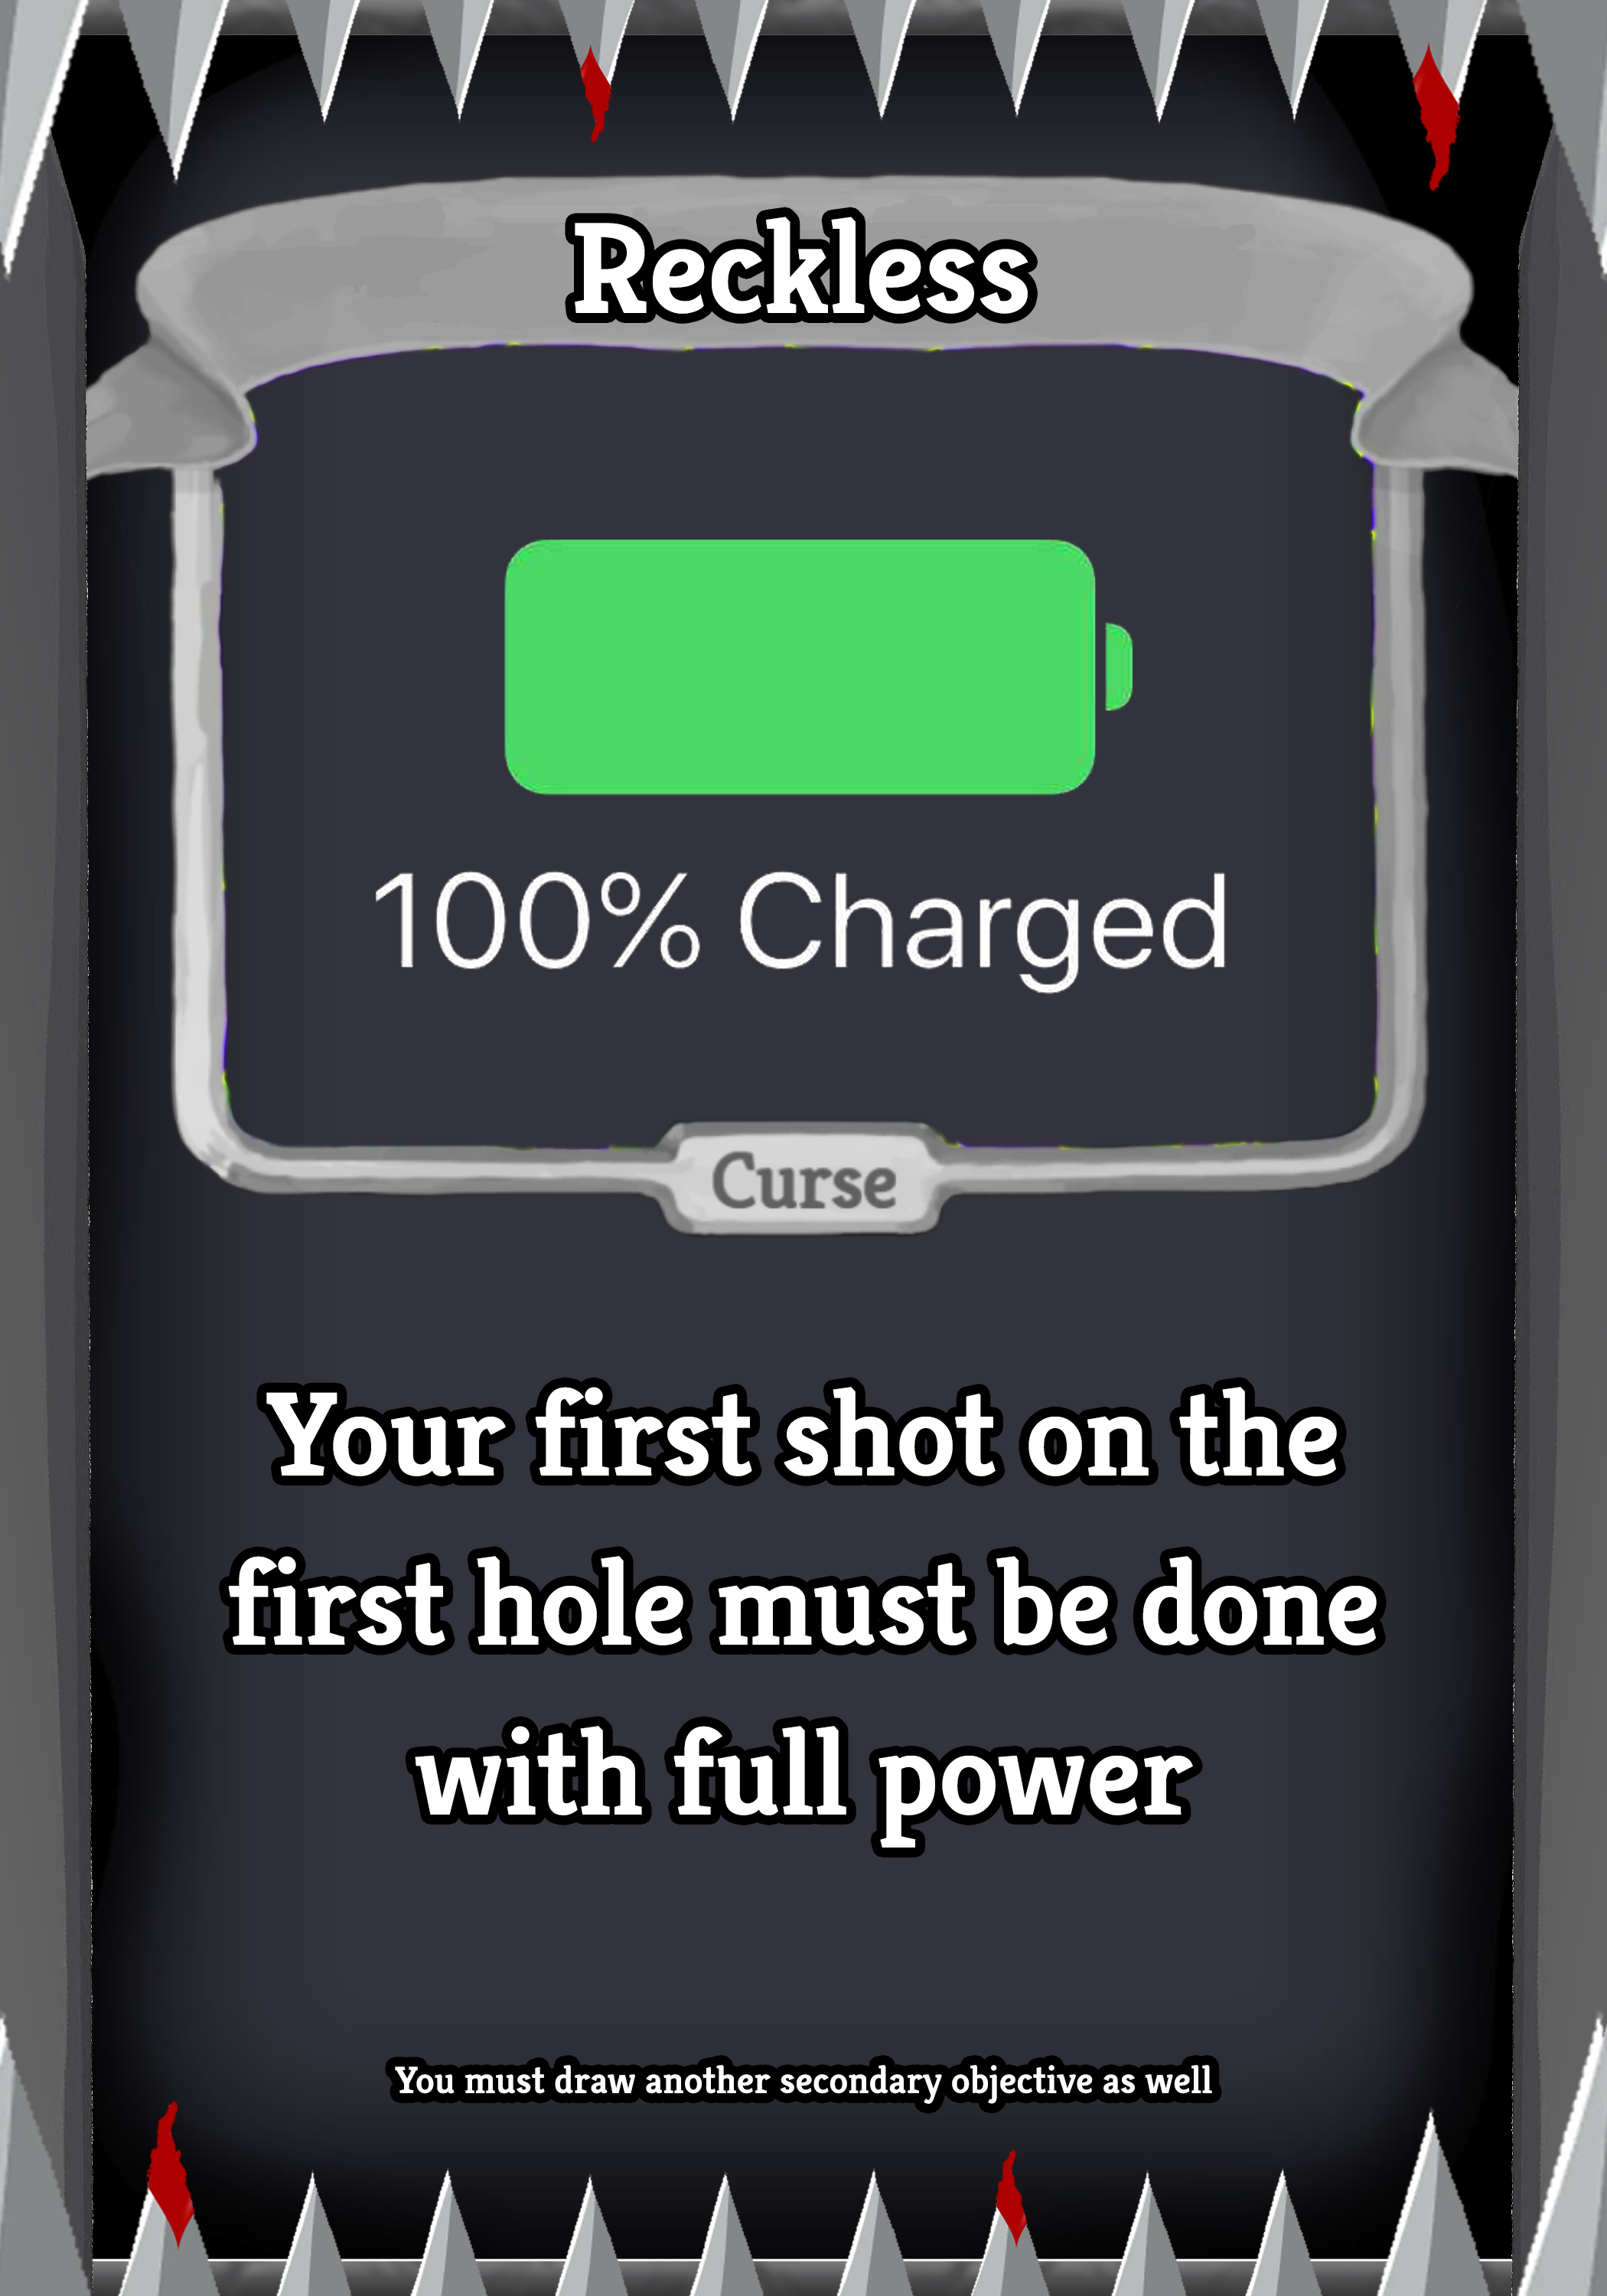 Reckless
100% Charged
Curse
Your first shot on the
first hole must be done
with full power
You must draw another secondary objective as well